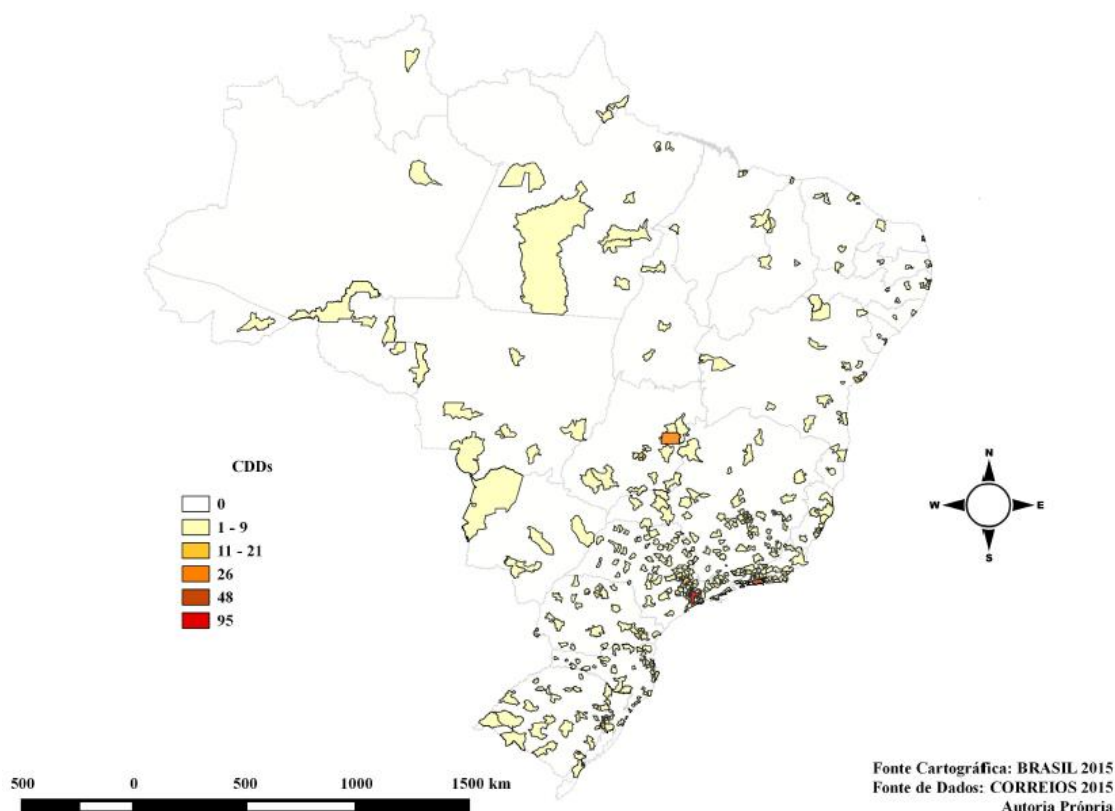 CDDs
0
1 - 9
11 - 21
26
48
95
N
W
E
S
500 0 500 1000 1500 km
Fonte Cartográfica: BRASIL 2015
Fonte de Dados: CORREIOS 2015
Autoria Própria